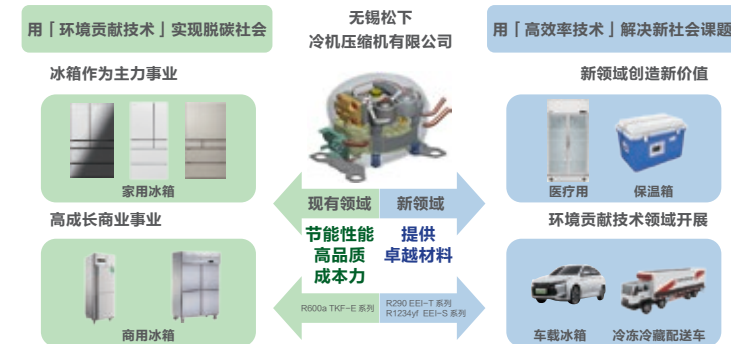 用「环境贡献技术」实现脱碳社会
无锡松下
冷机压缩机有限公司
用「高效率技术」解决新社会课题
冰箱作为主力事业
新领域创造新价值
家用冰箱
医疗用
保温箱
现有领域
新领域
高成长商业事业
环境贡献技术领域开展
节能性能
高品质
成本力
提供
卓越材料
R600a TKF-E 系列
R290 EEI-T 系列
R1234yf EEI-S 系列
商用冰箱
车载冰箱
冷冻冷藏配送车